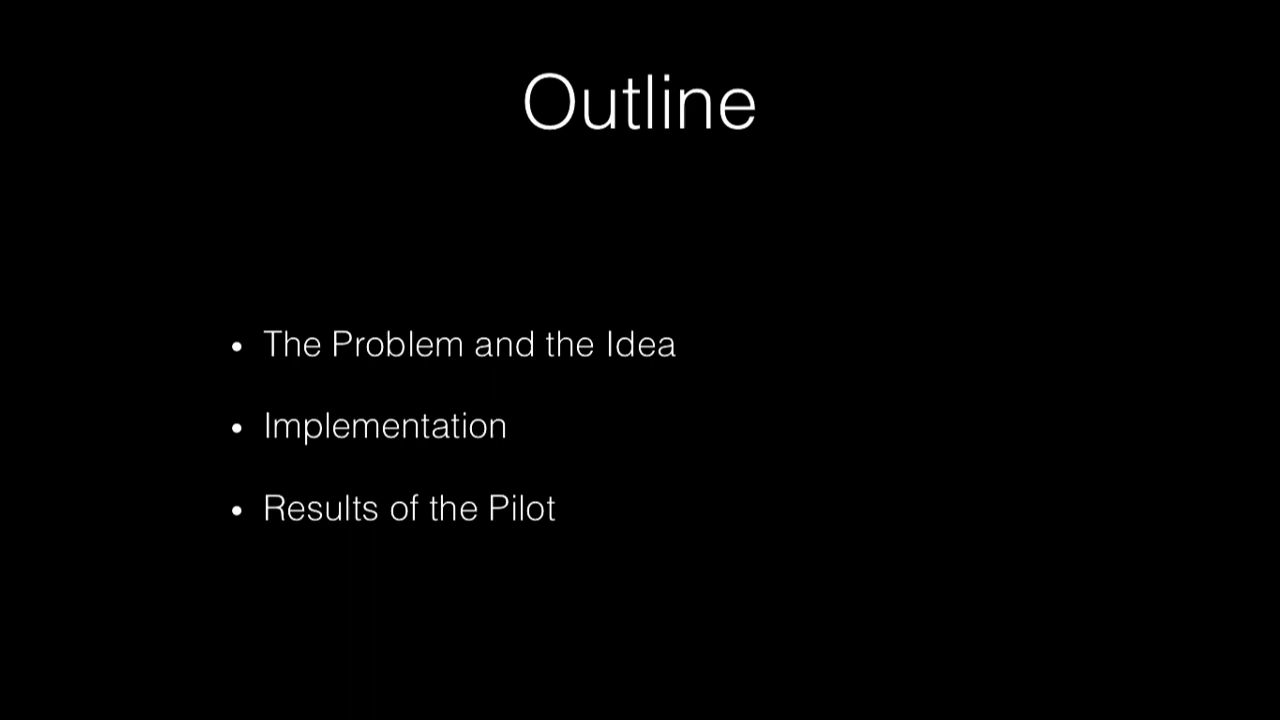 Outline
• The Problem and the Idea
• Implementation
• Results of the Pilot